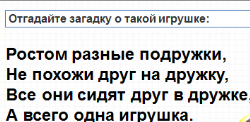 Отгадайте загадку о такой игрушке:
Ростом разные подружки,
Не похожи друг на дружку,
Все они сидят друг в дружке,
А всего одна игрушка.